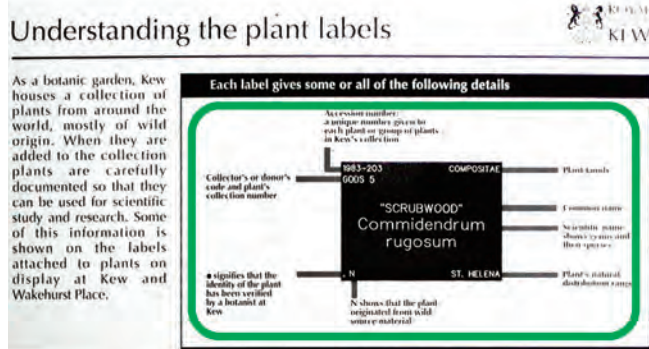 Understanding the plant labels
KEW
As a botanic garden, Kew
houses a collection of
plants from around the
world, mostly of wild
origin. When they are
added to the collection
plants are carefully
documented so that they
can be used for scientific
study and research. Some
of this information is
shown on the labels
attached to plants on
display at Kew and
Wakehurst Place.
Each label gives some or all of the following details
Accession number:
a unique number given to
each plant or group of plants
in Kew's collection
Collector's or donor's
code and plant's
collection number
1983-203 COMPOSITAE
GODS 5
"SCRUBWOOD"
Commidendrum
rugosum
. N ST. HELENA
Plant family
Common name
Scientific name
shows genus and
then species
Plant's natural
distribution range
● signifies that the
identity of the plant
has been verified
by a botanist at
Kew
N shows that the plant
originated from wild
source material